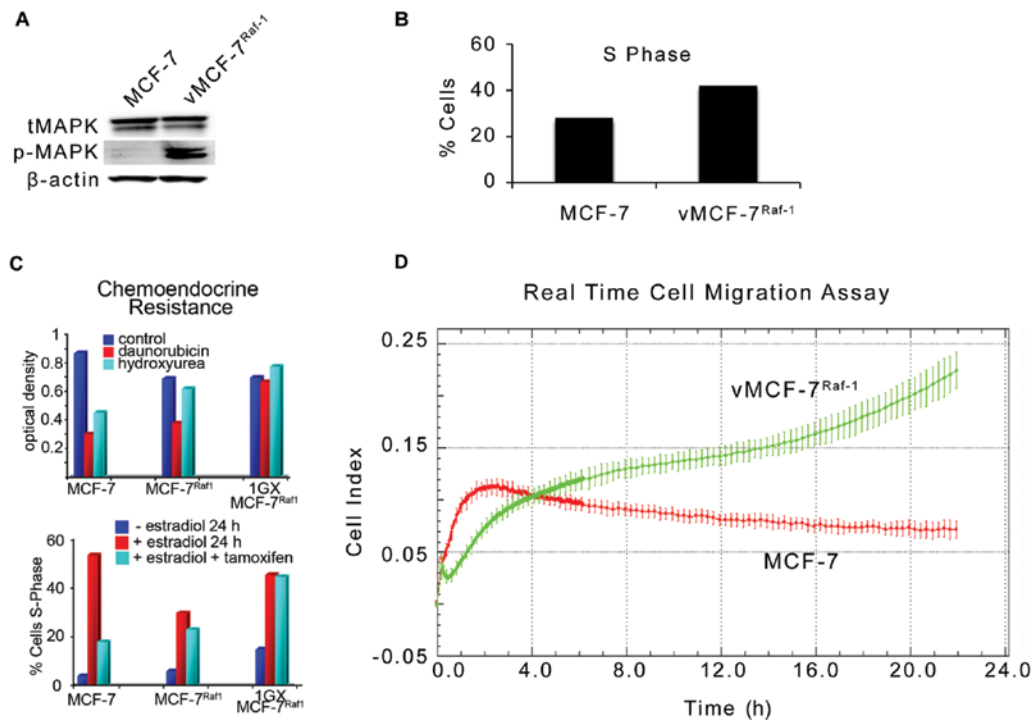 A
MCF-7
vMCF-7Raf-1
tMAPK
p-MAPK
β-actin
B
S Phase
% Cells
60
40
20
0
MCF-7
vMCF-7Raf-1
C
Chemoendocrine
Resistance
control
daunorubicin
hydroxyurea
optical density
1
0.8
0.6
0.4
0.2
MCF-7
MCF-7Raf1
1GX
MCF-7Raf1
- estradiol 24 h
+ estradiol 24 h
+ estradiol + tamoxifen
% Cells S-Phase
60
40
20
0
MCF-7
MCF-7Raf1
1GX
MCF-7Raf1
D
Real Time Cell Migration Assay
Cell Index
0.25
0.15
0.05
-0.05
vMCF-7Raf-1
MCF-7
0.0
4.0
8.0
12.0
16.0
20.0
24.0
Time (h)